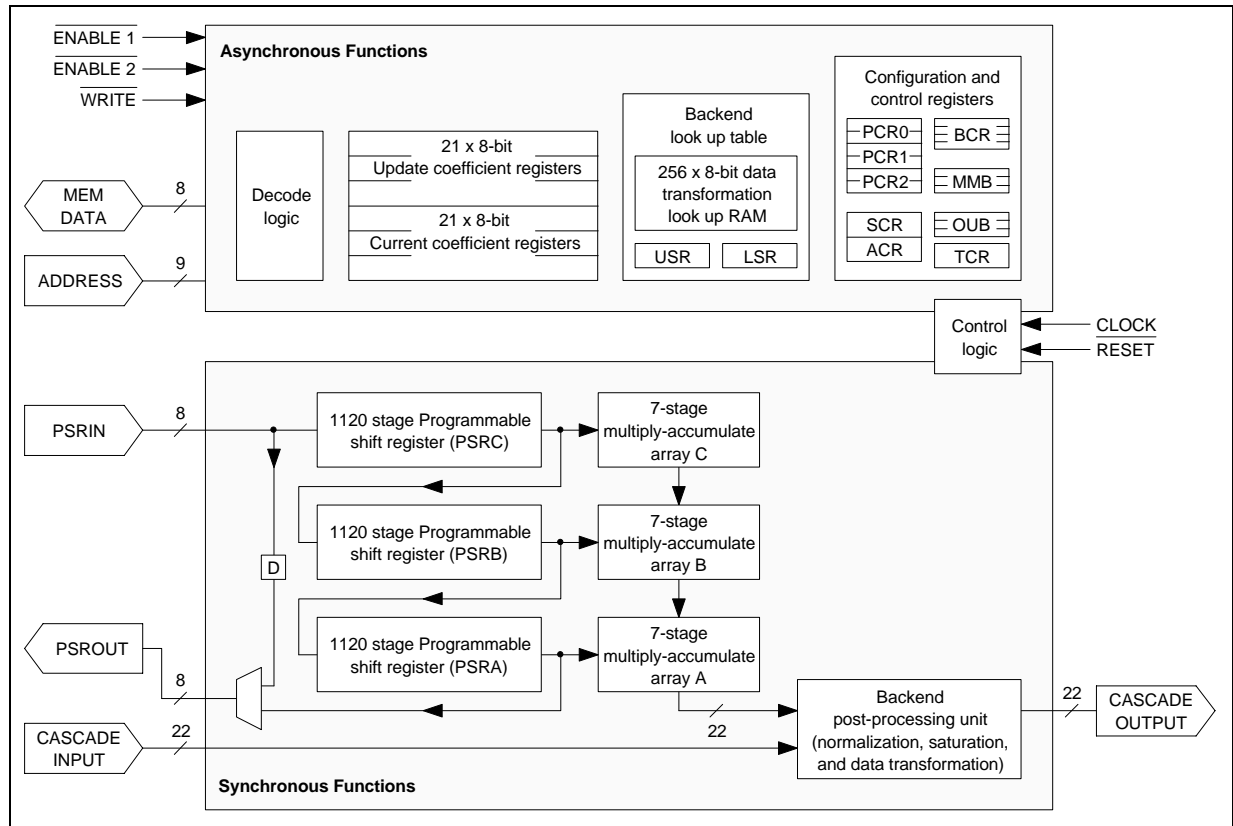 ENABLE 1
ENABLE 2
WRITE
MEM
DATA
8
ADDRESS
9
Asynchronous Functions
Decode
logic
21 x 8-bit
Update coefficient registers
21 x 8-bit
Current coefficient registers
Backend
look up table
256 x 8-bit data
transformation
look up RAM
USR
LSR
Configuration and
control registers
PCR0
PCR1
PCR2
SCR
ACR
BCR
MMB
OUB
TCR
Control
logic
CLOCK
RESET
PSRIN
8
1120 stage Programmable
shift register (PSRC)
7-stage
multiply-accumulate
array C
1120 stage Programmable
shift register (PSRB)
7-stage
multiply-accumulate
array B
D
1120 stage Programmable
shift register (PSRA)
7-stage
multiply-accumulate
array A
PSROUT
8
CASCADE
INPUT
22
22
Backend
post-processing unit
(normalization, saturation,
and data transformation)
22
CASCADE
OUTPUT
Synchronous Functions